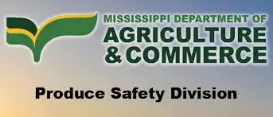 MISSISSIPPI DEPARTMENT OF
AGRICULTURE
& COMMERCE
Produce Safety Division